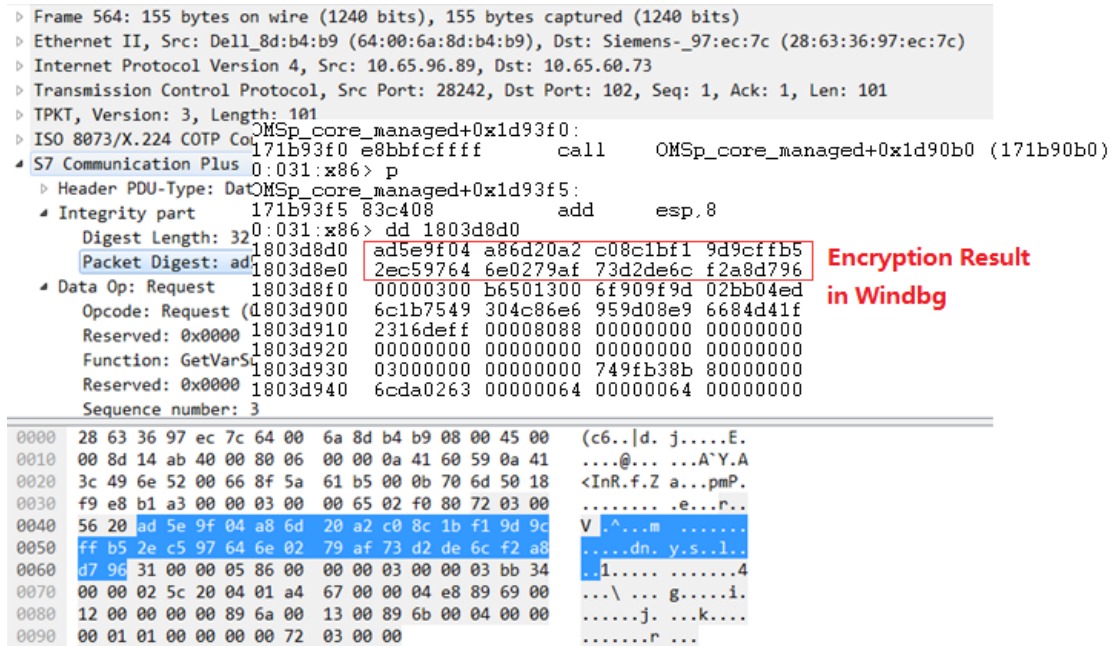 Frame 564: 155 bytes on wire (1240 bits), 155 bytes captured (1240 bits)
Ethernet II, Src: Dell_8d:b4:b9 (64:00:6a:8d:b4:b9), Dst: Siemens-_97:ec:7c (28:63:36:97:ec:7c)
Internet Protocol Version 4, Src: 10.65.96.89, Dst: 10.65.60.73
Transmission Control Protocol, Src Port: 28242, Dst Port: 102, Seq: 1, Ack: 1, Len: 101
TPKT, Version: 3, Length: 101
ISO 8073/X.224 COTP
S7 Communication Plus
Header PDU-Type:
Integrity part
Digest Length: 32
Packet Digest:
Data Op: Request
Opcode: Request
Reserved: 0x0000
Function:
Reserved: 0x0000
Sequence number: 3
OMSp_core_managed+0x1d93f0:
171b93f0 e8bbfcffff call OMSp_core_managed+0x1d90b0 (171b90b0)
0:031:x86> p
OMSp_core_managed+0x1d93f5:
171b93f5 83c408 add esp,8
0:031:x86> dd 1803d8d0
1803d8d0 ad5e9f04 a86d20a2 c08c1bf1 9d9cffb5
1803d8e0 2ec59764 6e0279af 73d2de6c f2a8d796
1803d8f0 00000300 b6501300 6f909f9d 02bb04ed
1803d900 6c1b7549 304c86e6 959d08e9 6684d41f
1803d910 2316deff 00008088 00000000 00000000
1803d920 00000000 00000000 00000000 00000000
1803d930 03000000 00000000 749fb38b 80000000
1803d940 6cda0263 00000064 00000064 00000000
Encryption Result
in Windbg
0000 28 63 36 97 ec 7c 64 00 6a 8d b4 b9 08 00 45 00 (c6..|d. j.....E.
0010 00 8d 14 ab 40 00 80 06 00 00 0a 41 60 59 0a 41 ....@... ...A`Y.A
0020 3c 49 6e 52 00 66 8f 5a 61 b5 00 0b 70 6d 50 18 <InR.f.Z a...pmP.
0030 f9 e8 b1 a3 00 00 03 00 00 65 02 f0 80 72 03 00 ........ .e...r..
0040 56 20 ad 5e 9f 04 a8 6d 20 a2 c0 8c 1b f1 9d 9c V .^...m .......
0050 ff b5 2e c5 97 64 6e 02 79 af 73 d2 de 6c f2 a8 .....dn. y.s..l..
0060 d7 96 31 00 00 05 86 00 00 00 03 00 00 03 bb 34 ..1..... .......4
0070 00 00 02 5c 20 04 01 a4 67 00 00 04 e8 89 69 00 ...\ ... g.....i.
0080 12 00 00 00 00 89 6a 00 13 00 89 6b 00 04 00 00 ......j. ...k....
0090 00 01 01 00 00 00 00 72 03 00 00 .......r ...